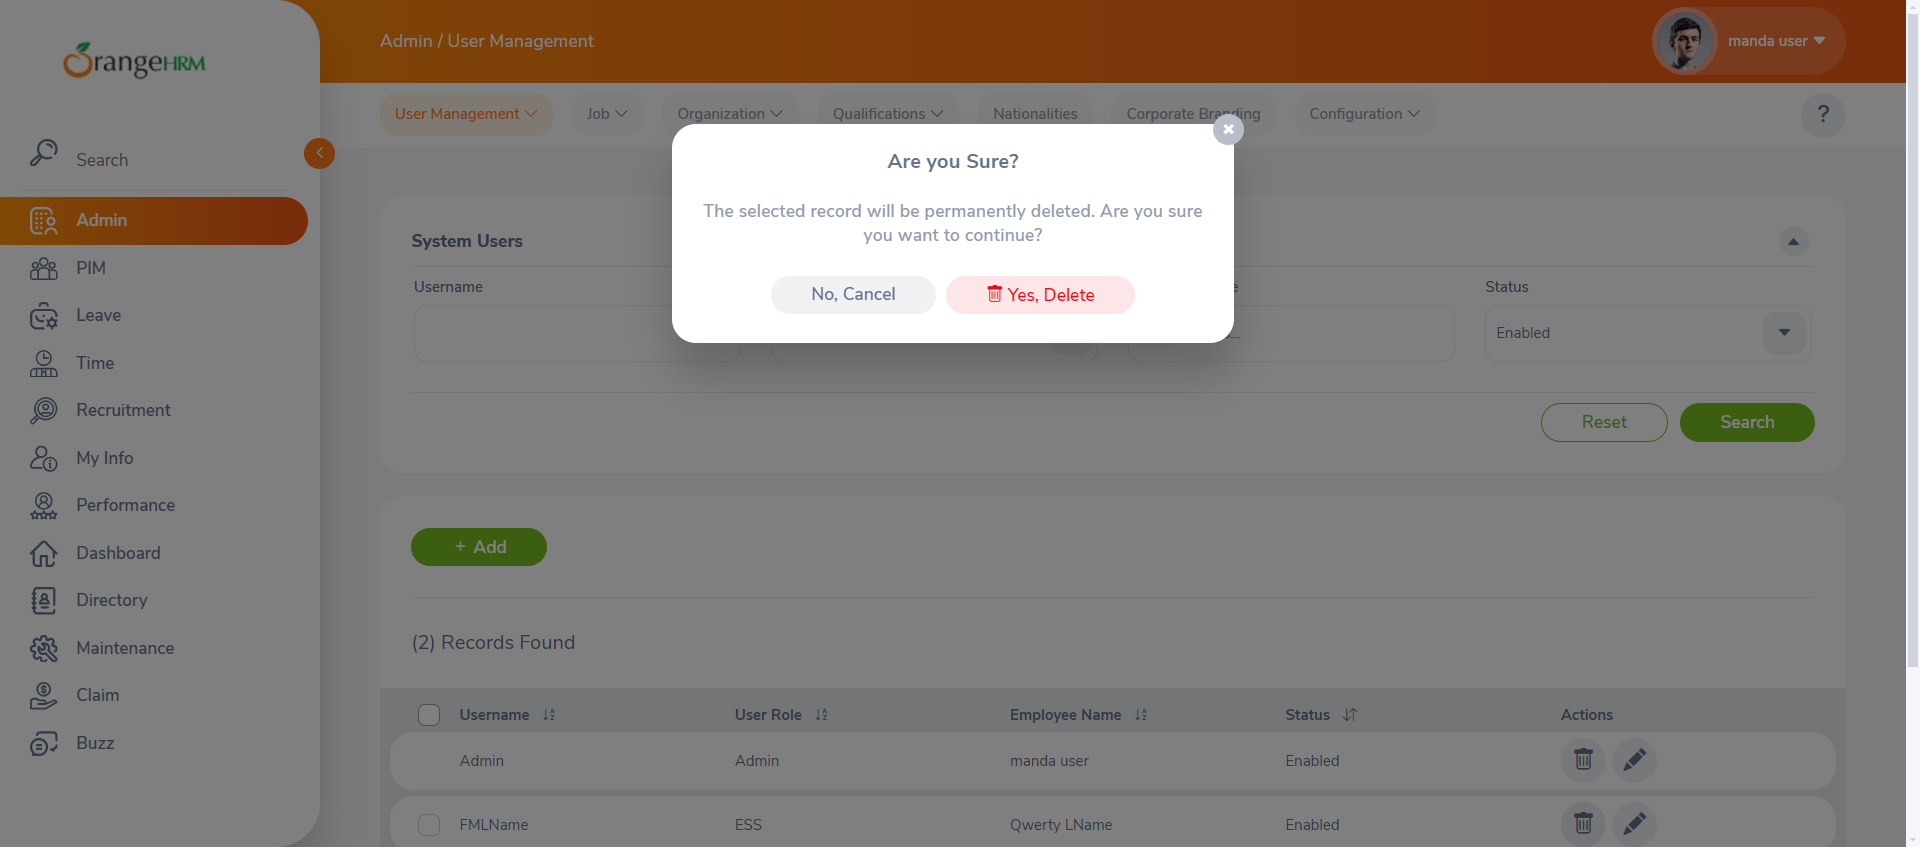 OrangeHRM
Admin / User Management
manda user
Search
Admin
PIM
Leave
Time
Recruitment
My Info
Performance
Dashboard
Directory
Maintenance
Claim
Buzz
User Management
Job
Organization
Qualifications
Nationalities
Corporate Branding
Configuration
?
Are you Sure?
The selected record will be permanently deleted. Are you sure
you want to continue?
No, Cancel
Yes, Delete
System Users
Username
Status
Enabled
Reset
Search
+ Add
(2) Records Found
Username
User Role
Employee Name
Status
Actions
Admin
Admin
manda user
Enabled
FMLName
ESS
Qwerty LName
Enabled